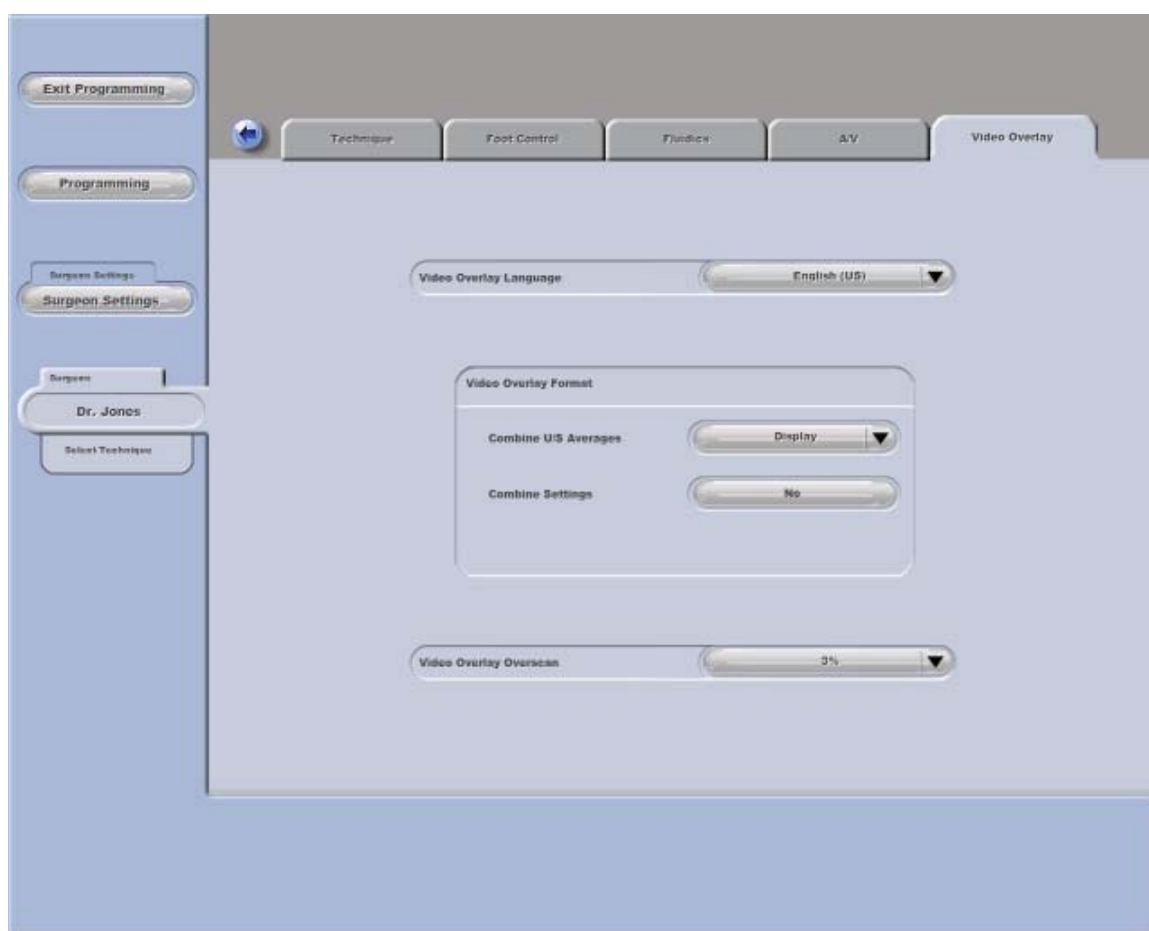 Exit Programming
Technique
Foot Control
Fluidics
A/V
Video Overlay
Programming
Surgeon Settings
Surgeon Settings
Video Overlay Language
English (US)
Surgeon
Dr. Jones
Select Technique
Video Overlay Format
Combine U/S Averages
Display
Combine Settings
No
Video Overlay Overscan
3%